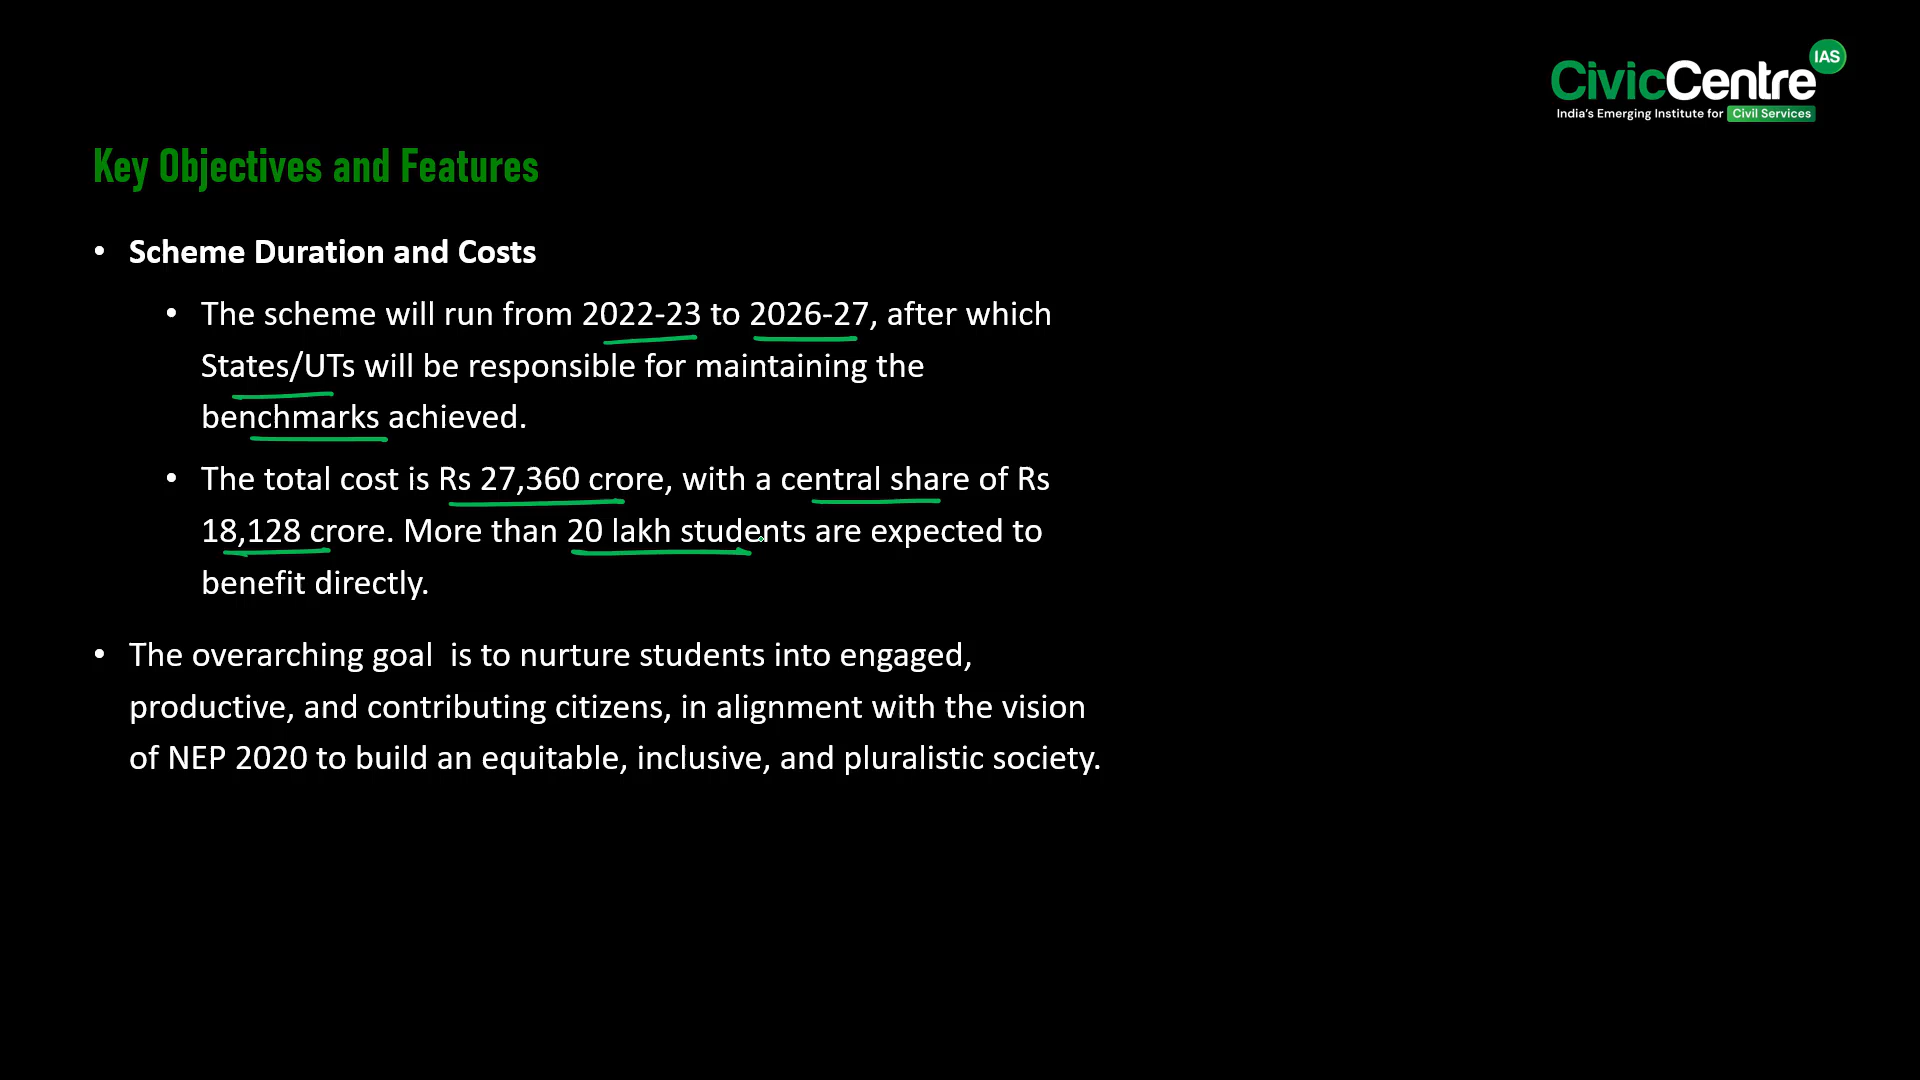 IAS
CivicCentre
India's Emerging Institute for Civil Services
Key Objectives and Features
• Scheme Duration and Costs
• The scheme will run from 2022-23 to 2026-27, after which
States/UTs will be responsible for maintaining the
benchmarks achieved.
• The total cost is Rs 27,360 crore, with a central share of Rs
18,128 crore. More than 20 lakh students are expected to
benefit directly.
• The overarching goal  is to nurture students into engaged,
productive, and contributing citizens, in alignment with the vision
of NEP 2020 to build an equitable, inclusive, and pluralistic society.